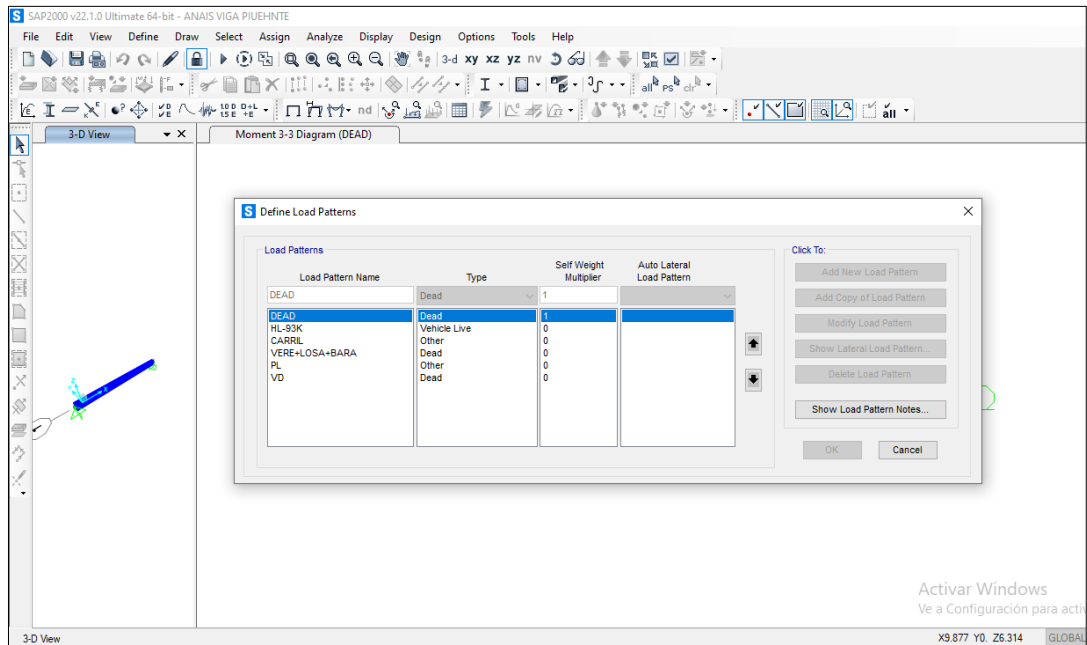 SAP2000 v22.1.0 Ultimate 64-bit - ANAIS VIGA PIUEHNTE
File Edit View Define Draw Select Assign Analyze Display Design Options Tools Help
3-d xy xz yz nv
all ps clr
nd
all
3-D View
Moment 3-3 Diagram (DEAD)
Define Load Patterns
Load Patterns
Click To:
Load Pattern Name Type Self Weight Multiplier Auto Lateral Load Pattern
DEAD Dead 1
DEAD Dead 1
HL-93K Vehicle Live 0
CARRIL Other 0
VERE+LOSA+BARA Dead 0
PL Other 0
VD Dead 0
Add New Load Pattern
Add Copy of Load Pattern
Modify Load Pattern
Show Lateral Load Pattern...
Delete Load Pattern
Show Load Pattern Notes...
OK Cancel
Activar Windows
Ve a Configuración para activ
3-D View
X9.877 Y0. Z6.314 GLOBAL